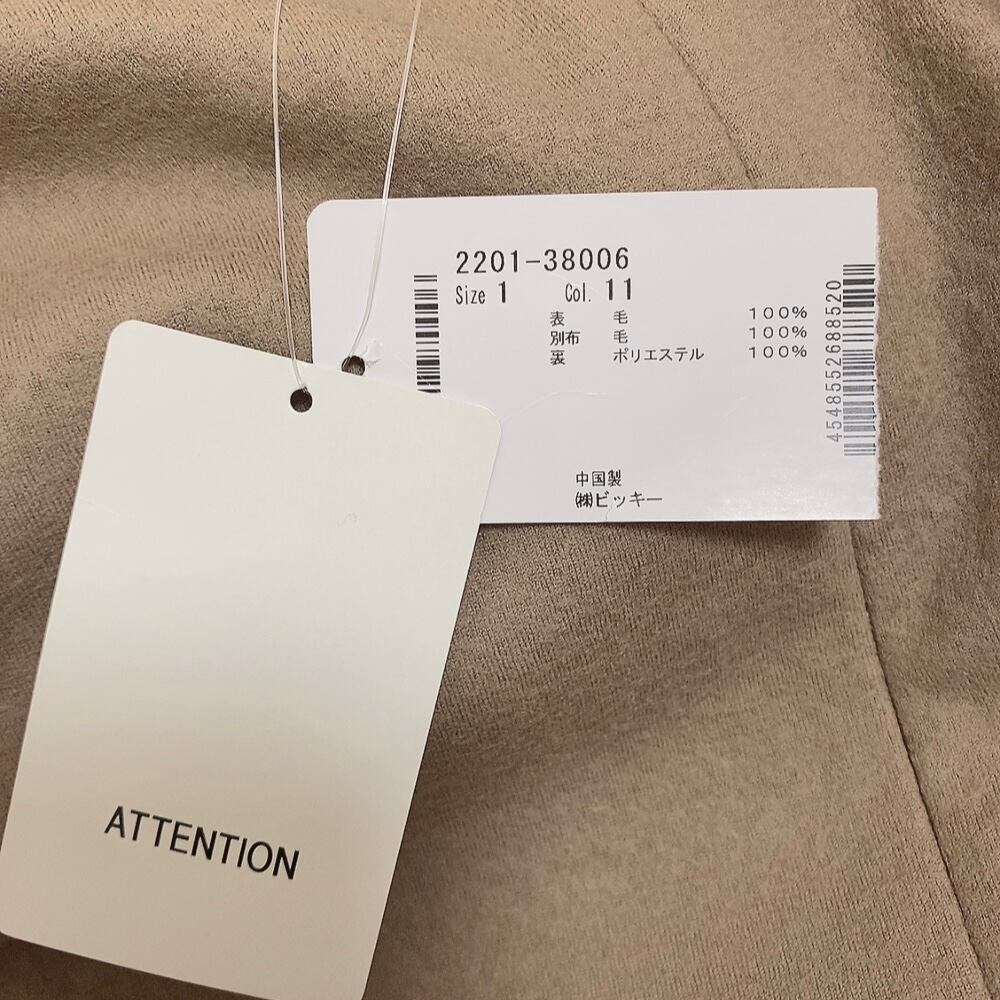 2201-38006
Size 1 Col. 11
表 毛 100%
別布 毛 100%
裏 ポリエステル 100%
4548552688520
中国製
㈱ビッキー
ATTENTION